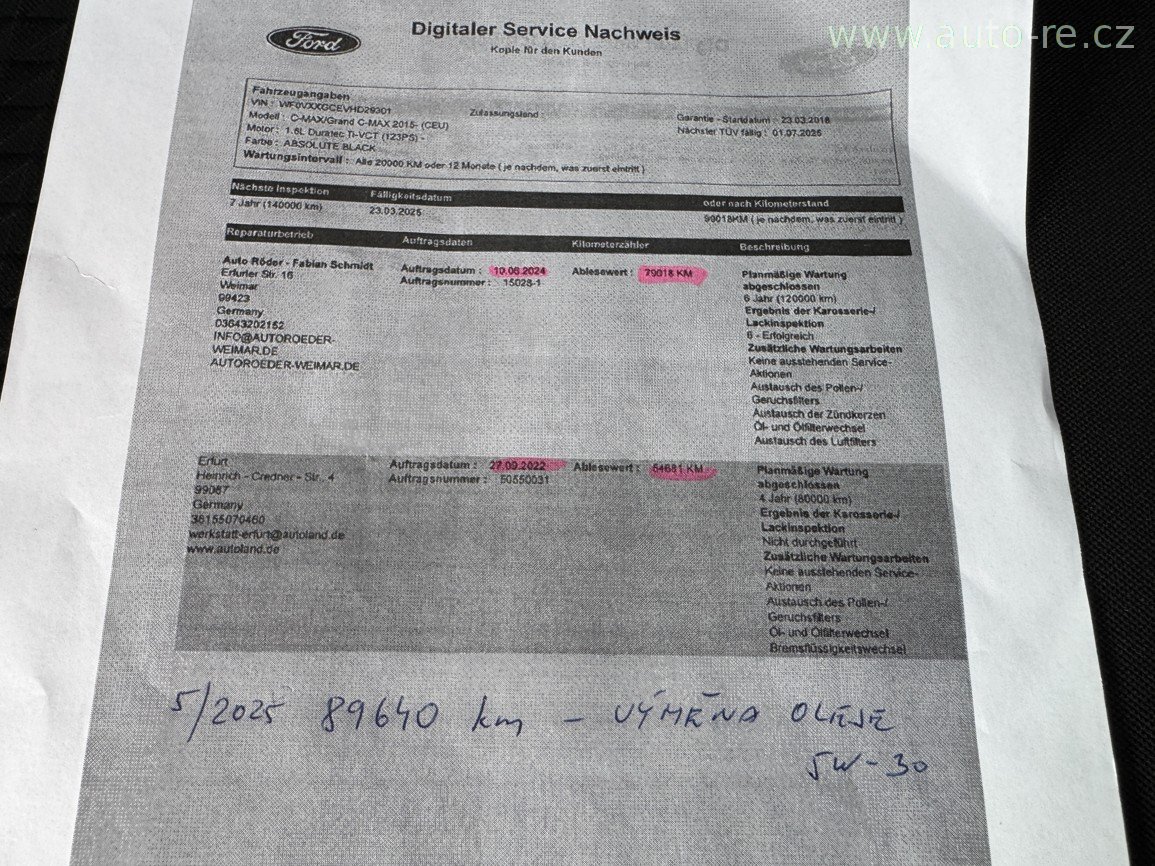 www.auto-re.cz
Ford
Digitaler Service Nachweis
Kopie für den Kunden
Fahrzeugangaben
VIN : WF0VXXGCEVHD29301
Modell : C-MAX/Grand C-MAX 2015- (CEU)
Motor : 1.6L Duratec Ti-VCT (123PS) -
Farbe : ABSOLUTE BLACK
Zulassungsland :
Garantie - Startdatum : 23.03.2018
Nächster TÜV fällig : 01.07.2025
Wartungsintervall : Alle 20000 KM oder 12 Monate ( je nachdem, was zuerst eintritt )
Nächste Inspektion Fälligkeitsdatum oder nach Kilometerstand
7 Jahr (140000 km) 23.03.2025 99018KM ( je nachdem, was zuerst eintritt )
Reparaturbetrieb Auftragsdaten Kilometerzähler Beschreibung
Auto Röder - Fabian Schmidt
Erfurter Str. 16
Weimar
99423
Germany
03643202152
INFO@AUTOROEDER-
WEIMAR.DE
AUTOROEDER-WEIMAR.DE
Auftragsdatum : 10.06.2024
Auftragsnummer : 15028-1
Ablesewert : 79018 KM
Planmäßige Wartung
abgeschlossen
6 Jahr (120000 km)
Ergebnis der Karosserie-/
Lackinspektion
6 - Erfolgreich
Zusätzliche Wartungsarbeiten
Keine ausstehenden Service-
Aktionen
Austausch des Pollen-/
Geruchsfilters
Austausch der Zündkerzen
Öl- und Ölfilterwechsel
Austausch des Luftfilters
Erfurt
Heinrich - Credner - Str. 4
99087
Germany
36155070460
werkstatt-erfurt@autoland.de
www.autoland.de
Auftragsdatum : 27.09.2022
Auftragsnummer : 50550031
Ablesewert : 54681 KM
Planmäßige Wartung
abgeschlossen
4 Jahr (80000 km)
Ergebnis der Karosserie-/
Lackinspektion
Nicht durchgeführt
Zusätzliche Wartungsarbeiten
Keine ausstehenden Service-
Aktionen
Austausch des Pollen-/
Geruchsfilters
Öl- und Ölfilterwechsel
Bremsflüssigkeitswechsel
5/2025 89640 km - VÝMĚNA OLEJE
5W-30